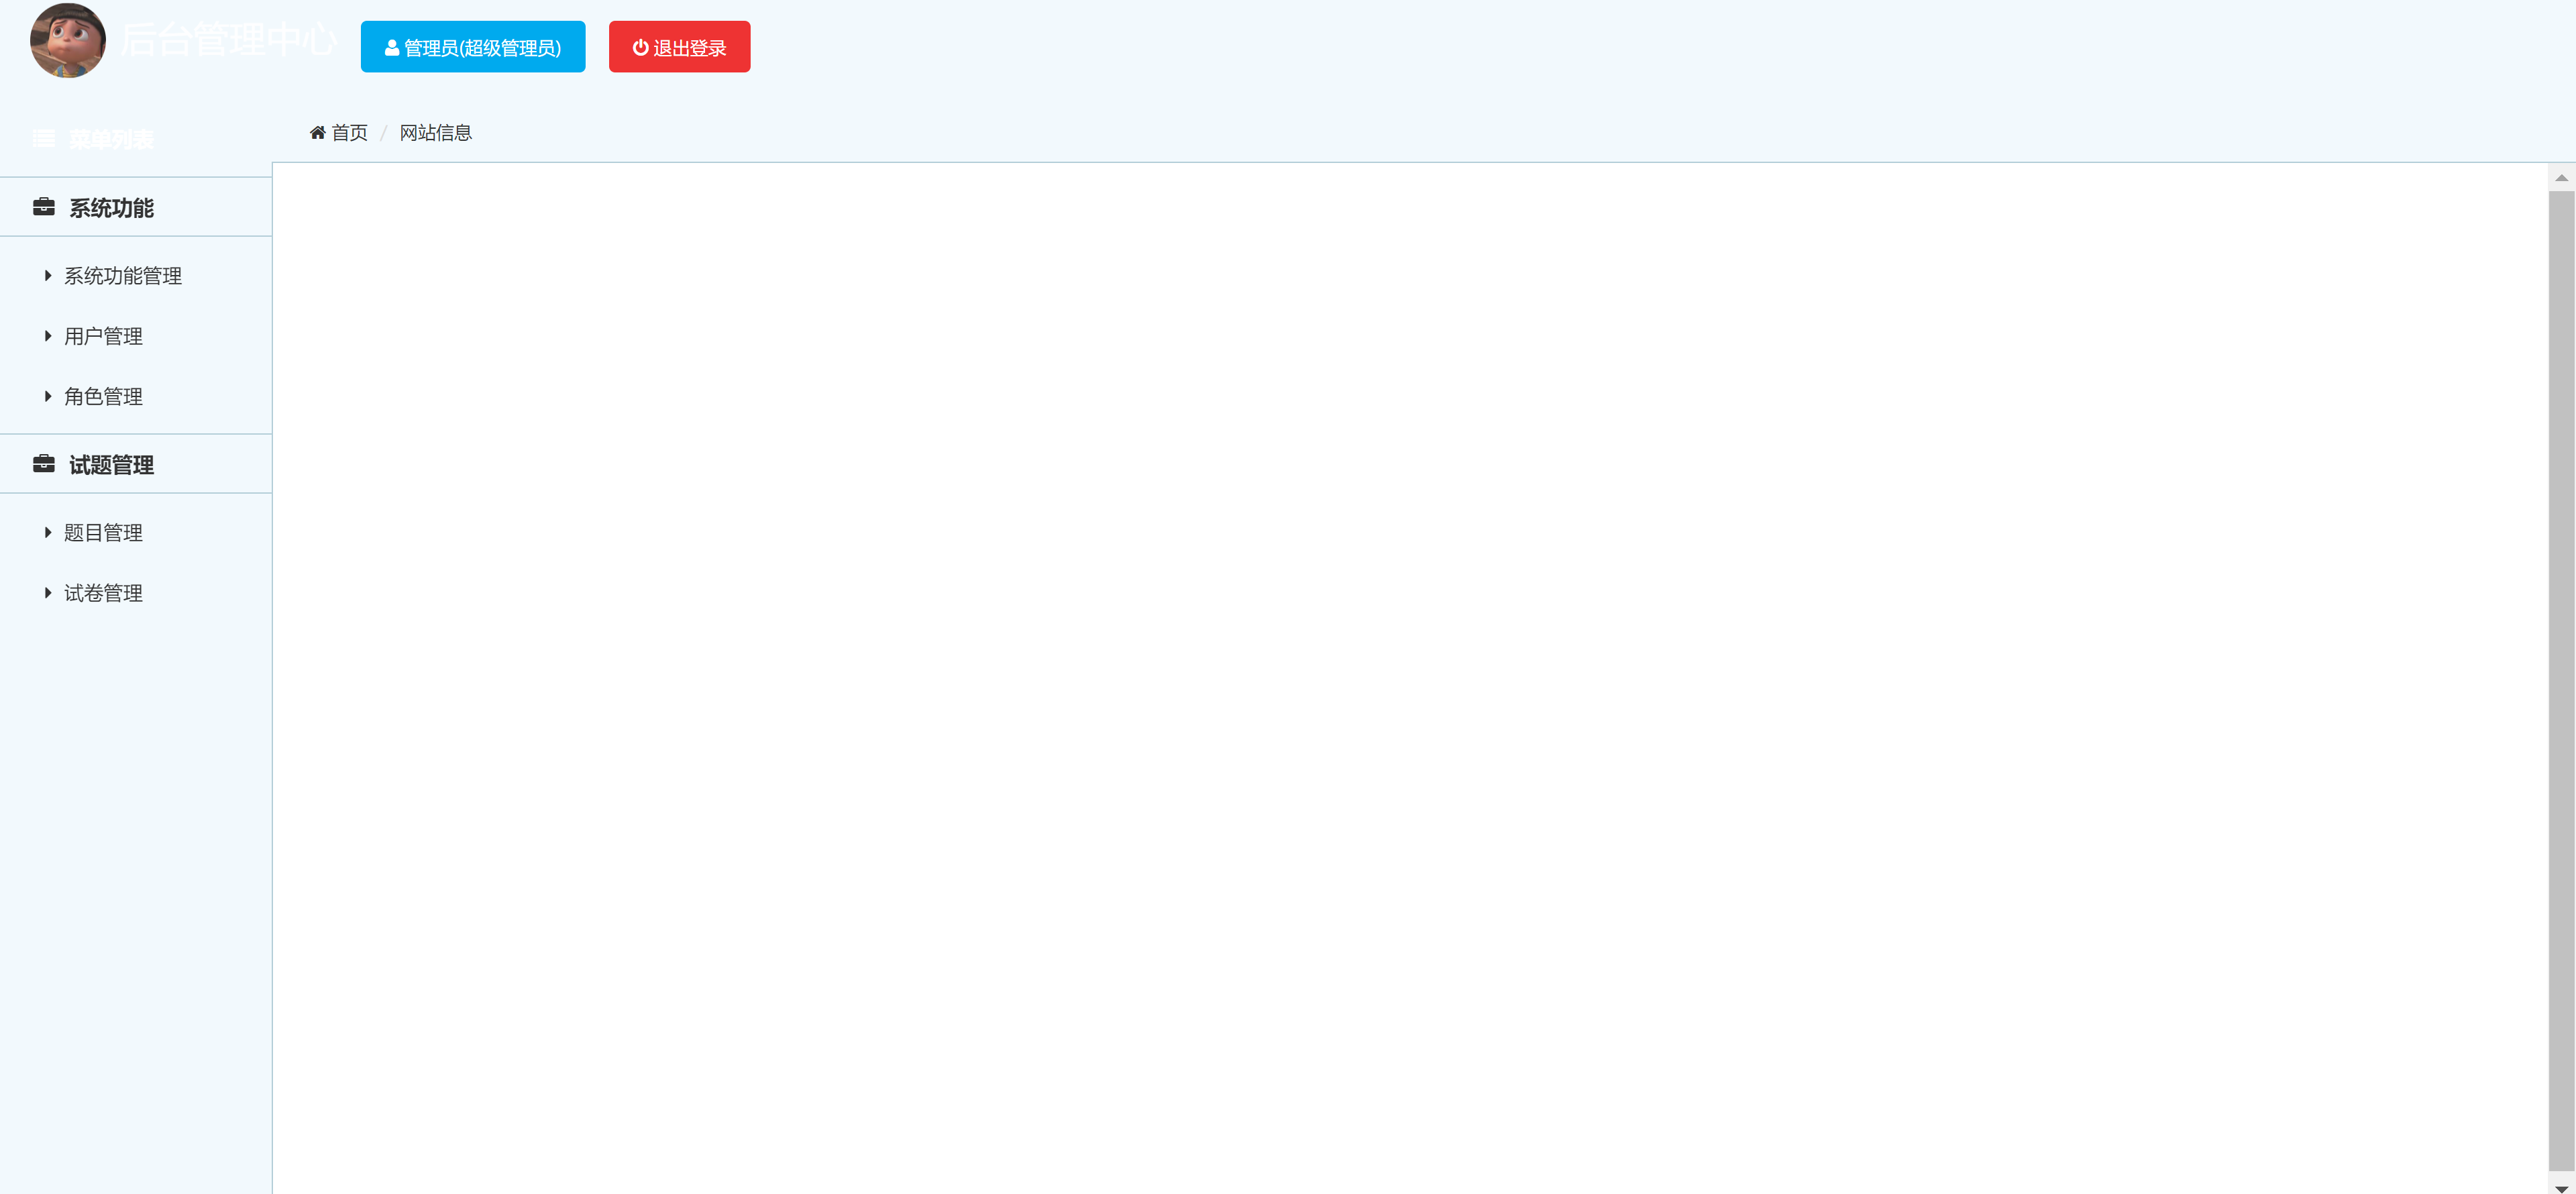 后台管理中心
管理员(超级管理员)
退出登录
菜单列表
首页 / 网站信息
系统功能
系统功能管理
用户管理
角色管理
试题管理
题目管理
试卷管理